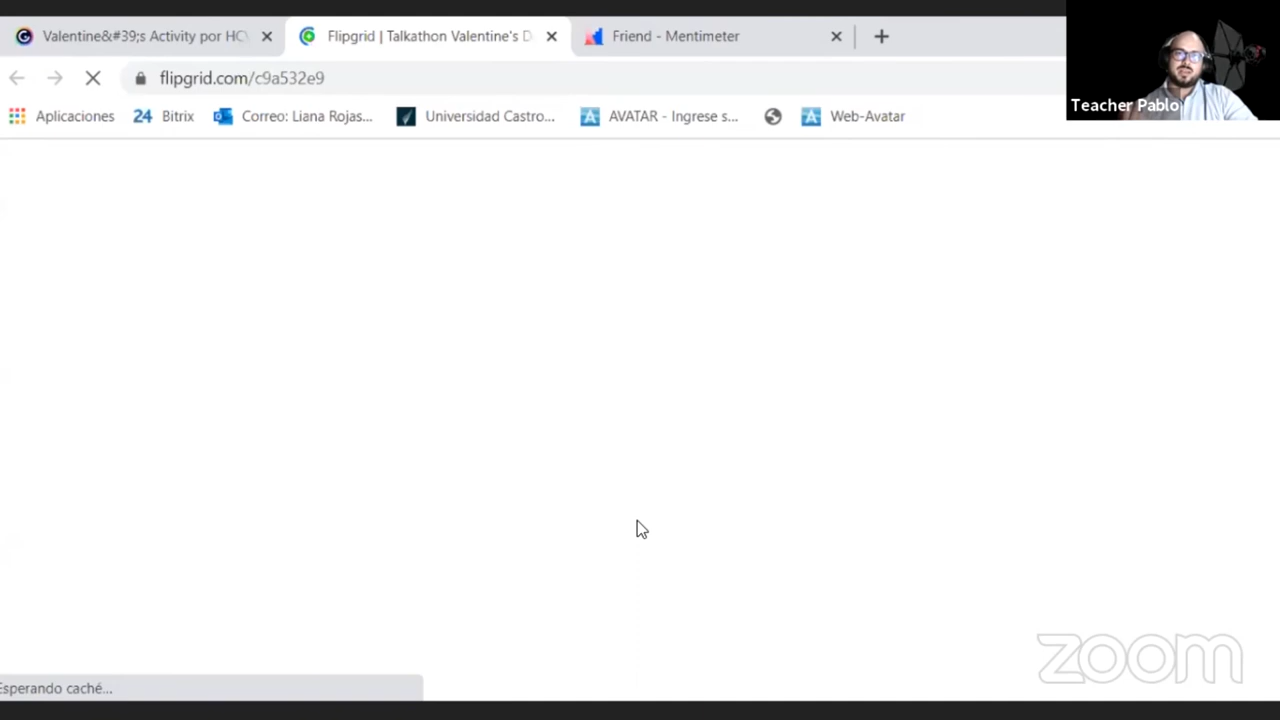 Valentine&#39;s Activity por HC
Flipgrid | Talkathon Valentine's D
Friend - Mentimeter
flipgrid.com/c9a532e9
Aplicaciones
24 Bitrix
Correo: Liana Rojas...
Universidad Castro...
AVATAR - Ingrese s...
Web-Avatar
Teacher Pablo
zoom
Esperando caché...